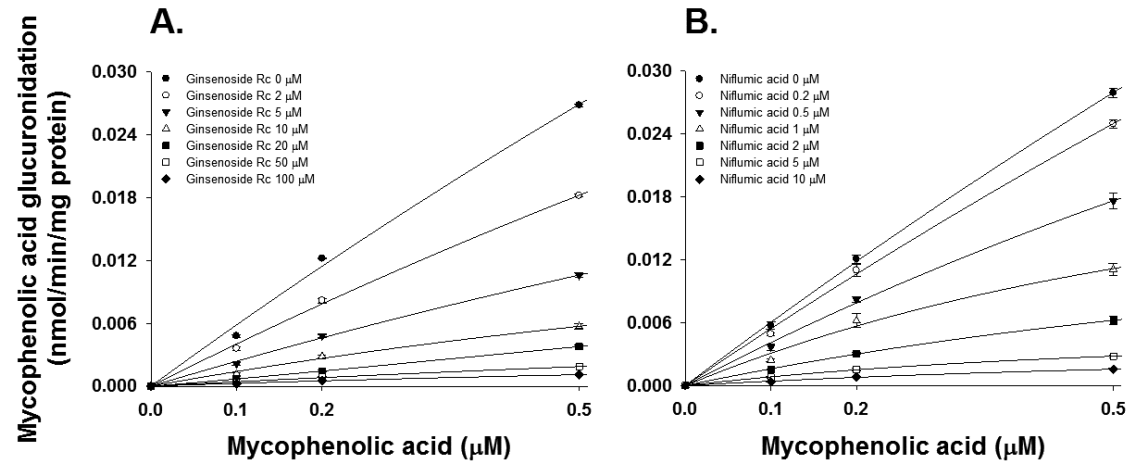 A.
B.
Mycophenolic acid glucuronidation
(nmol/min/mg protein)
0.030
0.024
0.018
0.012
0.006
0.000
Ginsenoside Rc 0 μM
Ginsenoside Rc 2 μM
Ginsenoside Rc 5 μM
Ginsenoside Rc 10 μM
Ginsenoside Rc 20 μM
Ginsenoside Rc 50 μM
Ginsenoside Rc 100 μM
0.0 0.1 0.2 0.5
Mycophenolic acid (μM)
0.030
0.024
0.018
0.012
0.006
0.000
Niflumic acid 0 μM
Niflumic acid 0.2 μM
Niflumic acid 0.5 μM
Niflumic acid 1 μM
Niflumic acid 2 μM
Niflumic acid 5 μM
Niflumic acid 10 μM
0.0 0.1 0.2 0.5
Mycophenolic acid (μM)